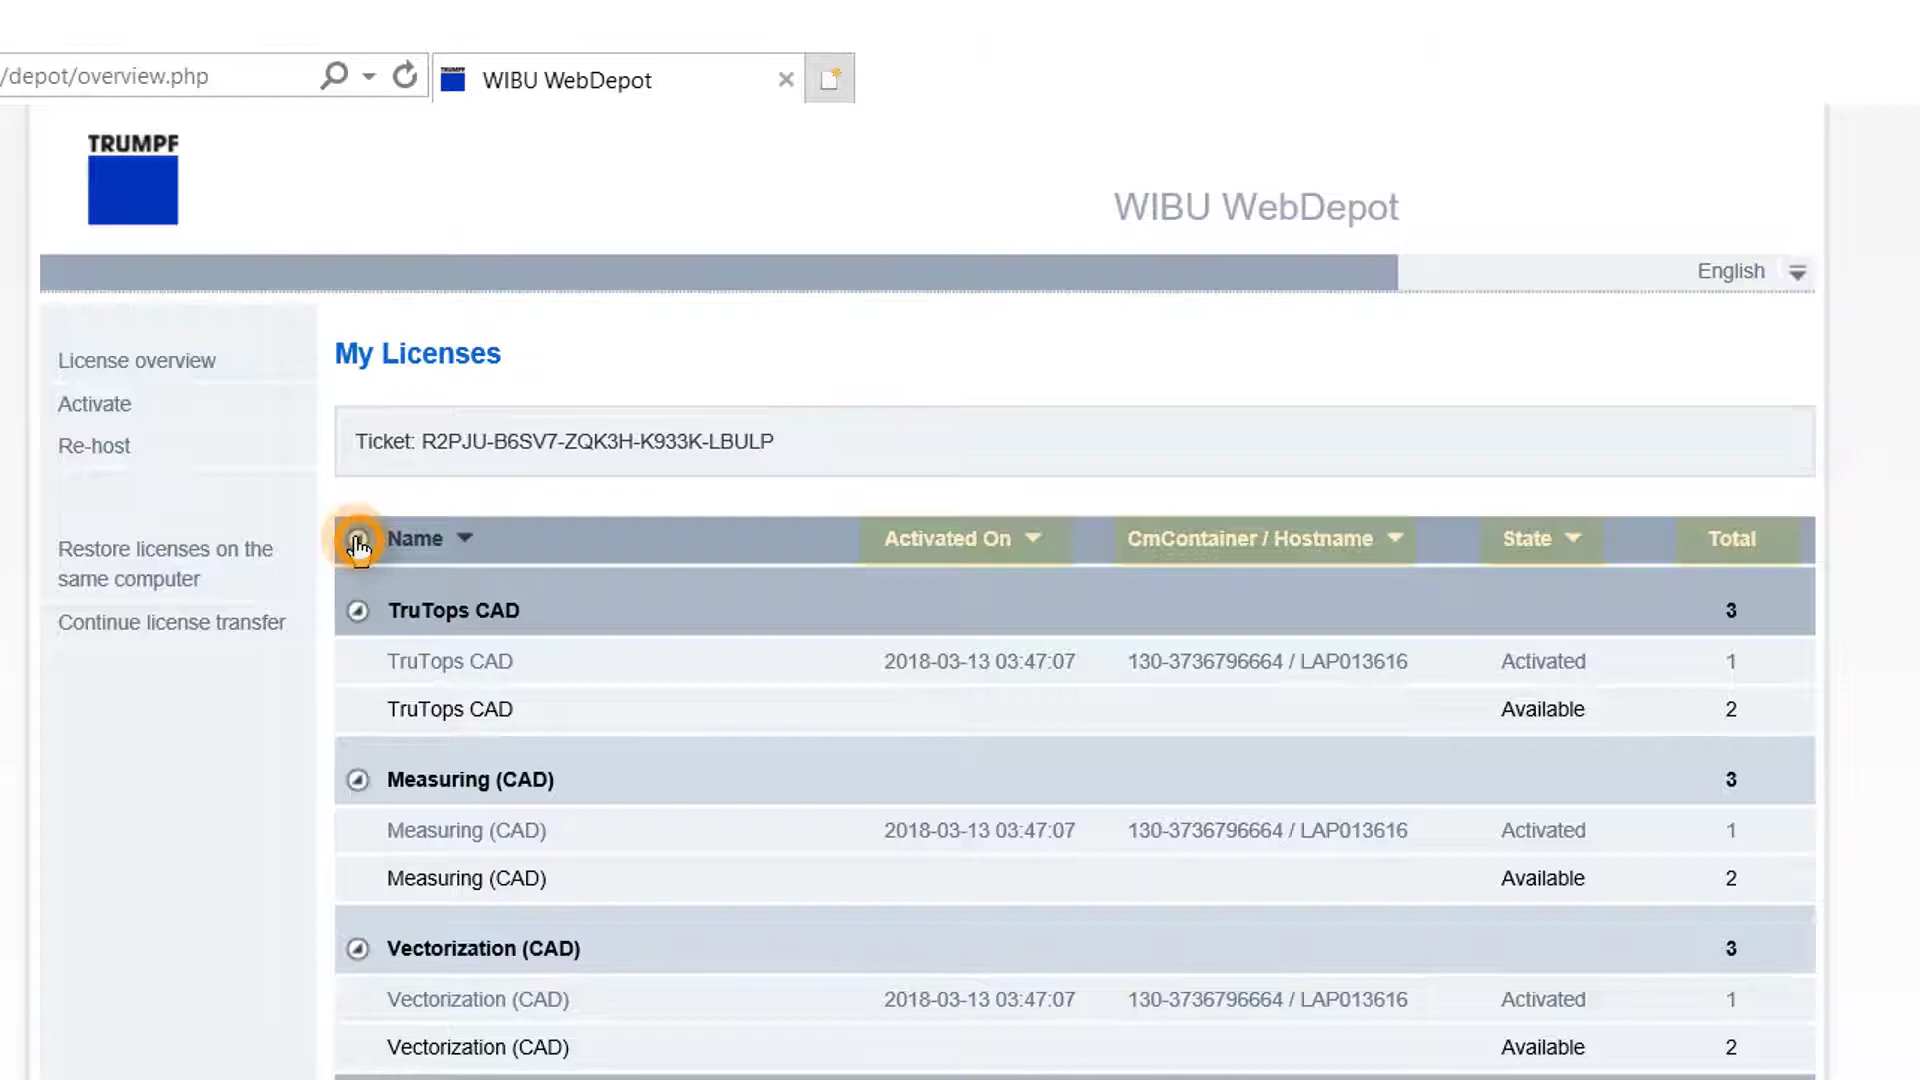 /depot/overview.php
WIBU WebDepot
TRUMPF
WIBU WebDepot
English
License overview
Activate
Re-host
Restore licenses on the
same computer
Continue license transfer
My Licenses
Ticket: R2PJU-B6SV7-ZQK3H-K933K-LBULP
Name Activated On CmContainer / Hostname State Total
TruTops CAD 3
TruTops CAD 2018-03-13 03:47:07 130-3736796664 / LAP013616 Activated 1
TruTops CAD Available 2
Measuring (CAD) 3
Measuring (CAD) 2018-03-13 03:47:07 130-3736796664 / LAP013616 Activated 1
Measuring (CAD) Available 2
Vectorization (CAD) 3
Vectorization (CAD) 2018-03-13 03:47:07 130-3736796664 / LAP013616 Activated 1
Vectorization (CAD) Available 2